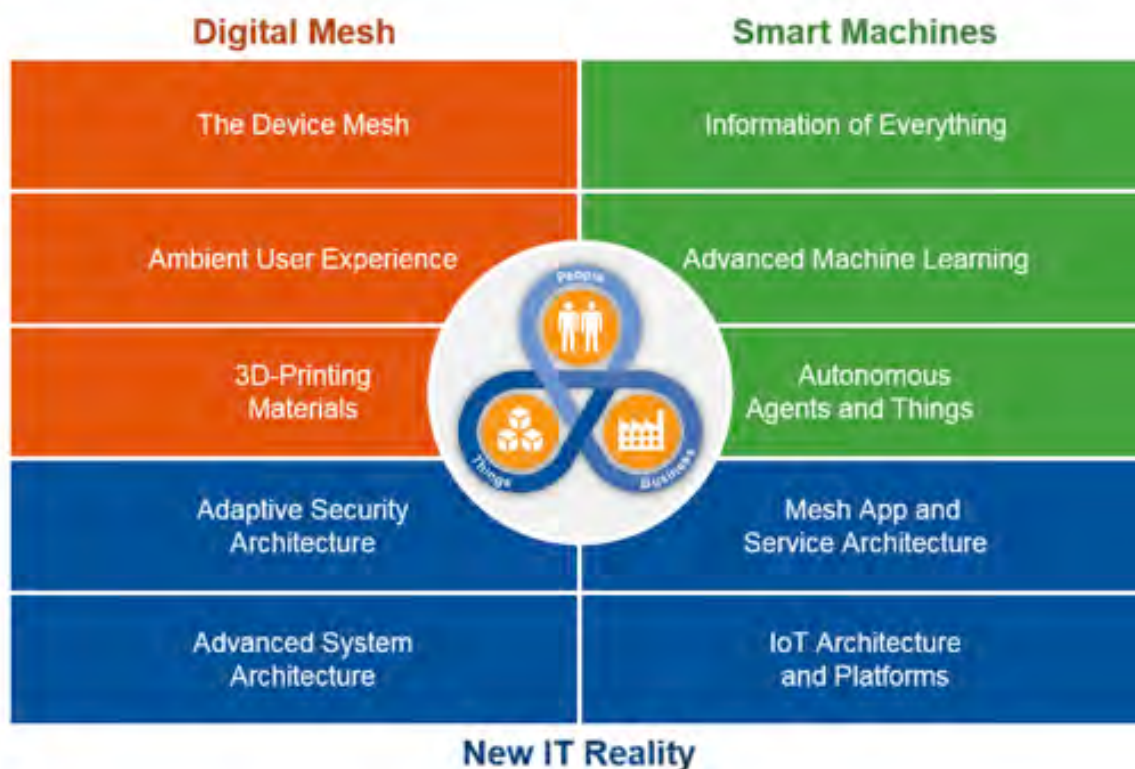 Digital Mesh
Smart Machines
The Device Mesh
Information of Everything
Ambient User Experience
Advanced Machine Learning
People
3D-Printing
Materials
Autonomous
Agents and Things
Things
Business
Adaptive Security
Architecture
Mesh App and
Service Architecture
Advanced System
Architecture
IoT Architecture
and Platforms
New IT Reality